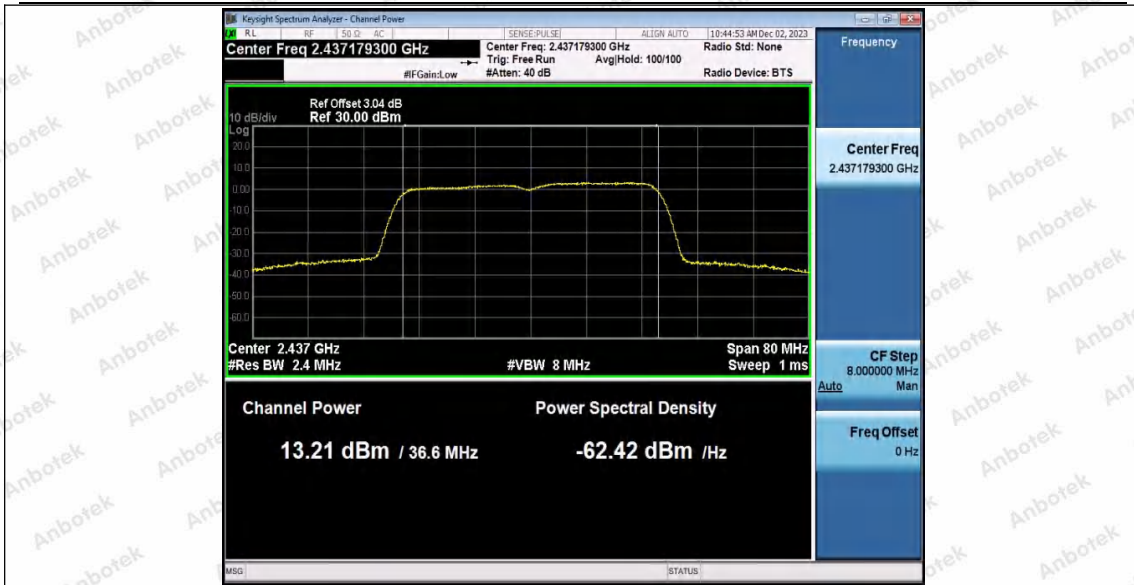 Keysight Spectrum Analyzer - Channel Power
LXI RL RF 50 Ω AC SENSE:PULSE ALIGN AUTO 10:44:53 AM Dec 02, 2023
Center Freq 2.437179300 GHz Center Freq: 2.437179300 GHz Radio Std: None
Trig: Free Run Avg|Hold: 100/100
#IFGain:Low #Atten: 40 dB Radio Device: BTS
Ref Offset 3.04 dB
10 dB/div Ref 30.00 dBm
Log
20.0
10.0
0.00
-10.0
-20.0
-30.0
-40.0
-50.0
-60.0
Center 2.437 GHz Span 80 MHz
#Res BW 2.4 MHz #VBW 8 MHz Sweep 1 ms
Channel Power Power Spectral Density
13.21 dBm / 36.6 MHz -62.42 dBm /Hz
MSG STATUS
Frequency
Center Freq
2.437179300 GHz
CF Step
8.000000 MHz
Auto Man
Freq Offset
0 Hz
Anbotek